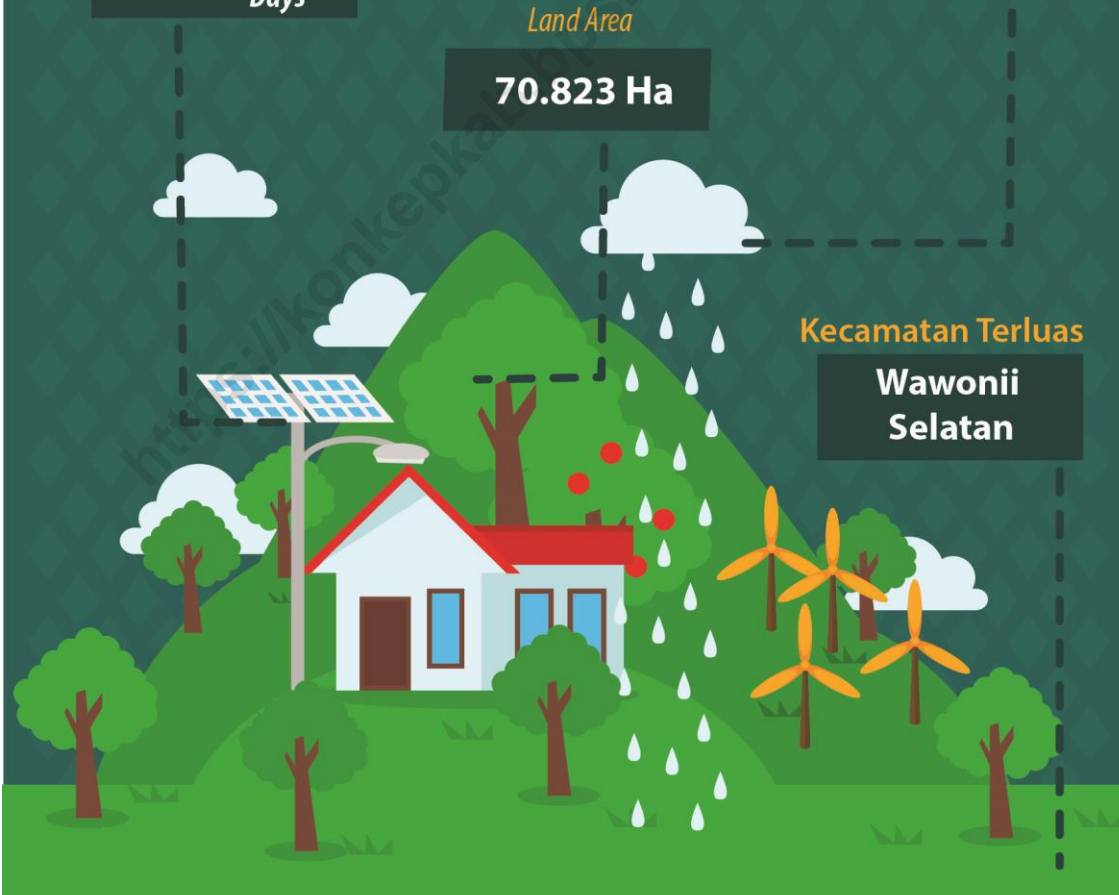 Days
Land Area
70.823 Ha
Kecamatan Terluas
Wawonii
Selatan